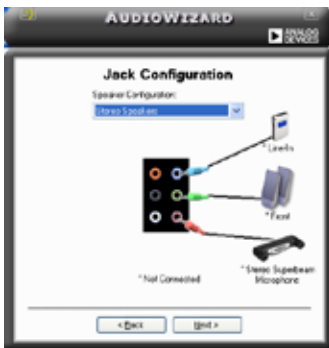 AUDIOWIZARD
ANALOG
DEVICES
Jack Configuration
Speaker Configuration:
Stereo Speakers
*Line-In
*Front
*Not Connected
*Stereo Superbeam
Microphone
< Back
Next >